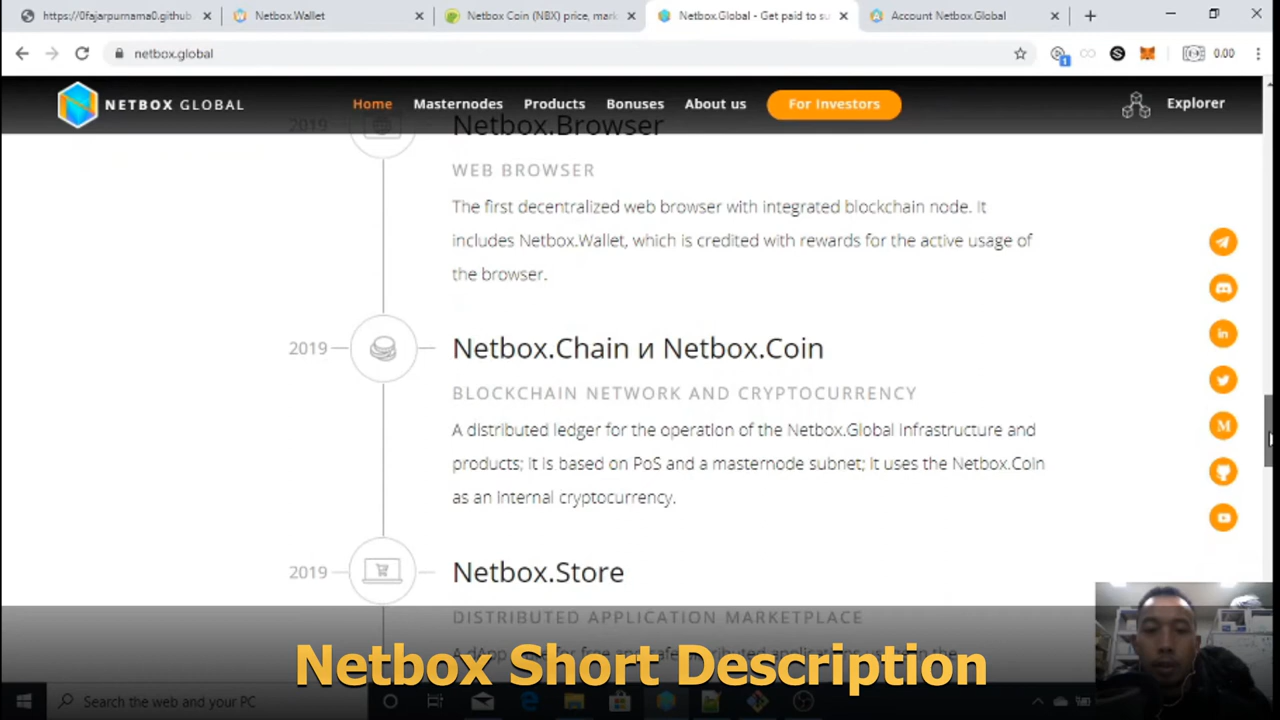 https://0fajarpurnama0.github
Netbox.Wallet
Netbox Coin (NBX) price, mark
Netbox.Global - Get paid to su
Account Netbox.Global
netbox.global
1
0.00
NETBOX GLOBAL
Home
Masternodes
Products
Bonuses
About us
For Investors
Explorer
2019
Netbox.Browser
WEB BROWSER
The first decentralized web browser with integrated blockchain node. It
includes Netbox.Wallet, which is credited with rewards for the active usage of
the browser.
2019
Netbox.Chain и Netbox.Coin
BLOCKCHAIN NETWORK AND CRYPTOCURRENCY
A distributed ledger for the operation of the Netbox.Global infrastructure and
products; it is based on PoS and a masternode subnet; it uses the Netbox.Coin
as an internal cryptocurrency.
2019
Netbox.Store
DISTRIBUTED APPLICATION MARKETPLACE
Netbox Short Description
Search the web and your PC